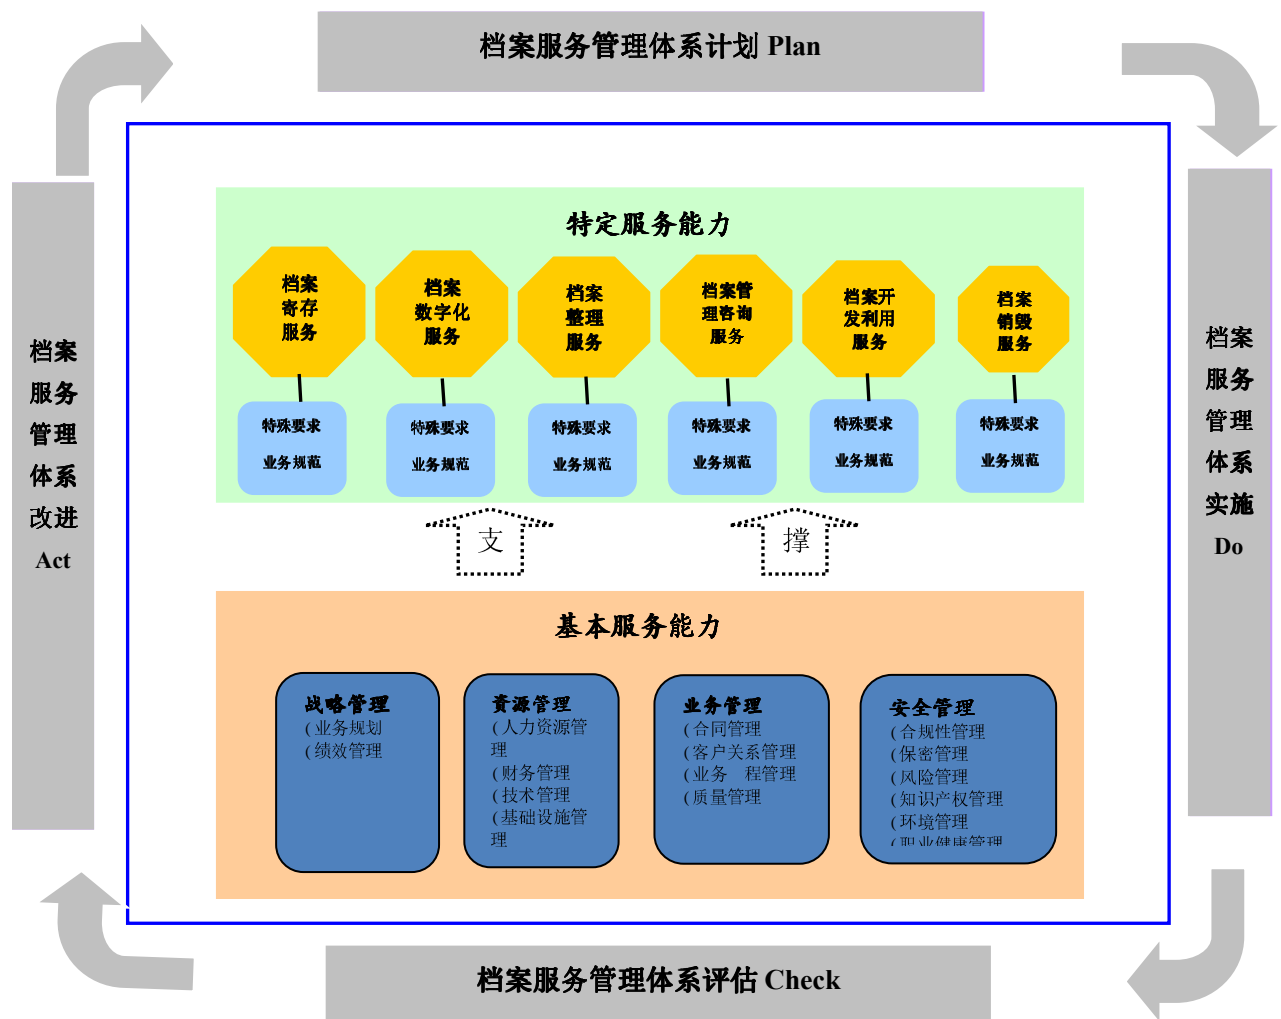 档案服务管理体系计划 Plan
特定服务能力
档案
寄存
服务
档案
数字化
服务
档案
整理
服务
档案管
理咨询
服务
档案开
发利用
服务
档案
销毁
服务
特殊要求
业务规范
特殊要求
业务规范
特殊要求
业务规范
特殊要求
业务规范
特殊要求
业务规范
特殊要求
业务规范
支
撑
基本服务能力
战略管理
(业务规划
(绩效管理
资源管理
(人力资源管
理
(财务管理
(技术管理
(基础设施管
理
业务管理
(合同管理
(客户关系管理
(业务 程管理
(质量管理
安全管理
(合规性管理
(保密管理
(风险管理
(知识产权管理
(环境管理
(职业健康管理
档案
服务
管理
体系
改进
Act
档案
服务
管理
体系
实施
Do
档案服务管理体系评估 Check